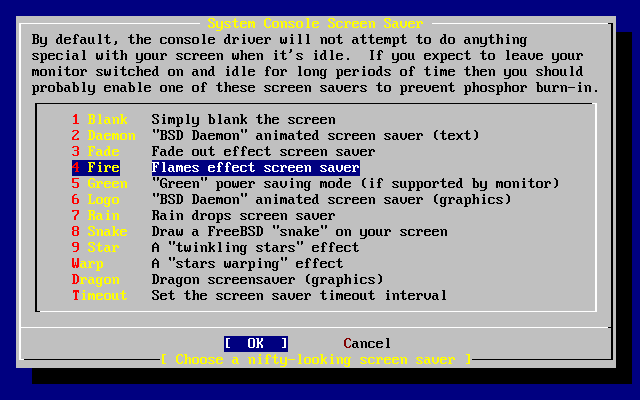 System Console Screen Saver
By default, the console driver will not attempt to do anything
special with your screen when it's idle.  If you expect to leave your
monitor switched on and idle for long periods of time then you should
probably enable one of these screen savers to prevent phosphor burn-in.
1 Blank    Simply blank the screen
2 Daemon   "BSD Daemon" animated screen saver (text)
3 Fade     Fade out effect screen saver
4 Fire     Flames effect screen saver
5 Green    "Green" power saving mode (if supported by monitor)
6 Logo     "BSD Daemon" animated screen saver (graphics)
7 Rain     Rain drops screen saver
8 Snake    Draw a FreeBSD "snake" on your screen
9 Star     A "twinkling stars" effect
Warp      A "stars warping" effect
Dragon    Dragon screensaver (graphics)
Timeout   Set the screen saver timeout interval
[  OK  ]       Cancel
[ Choose a nifty-looking screen saver ]